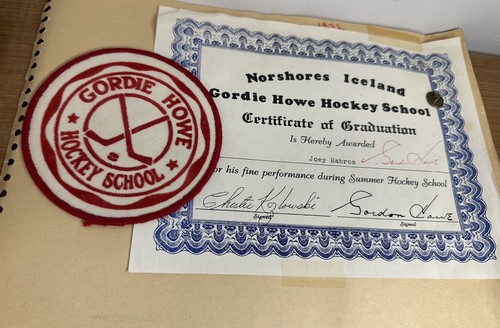 GORDIE HOWE
HOCKEY SCHOOL
Norshores Iceland
Gordie Howe Hockey School
Certificate of Graduation
Is Hereby Awarded
Joey Habros
For his fine performance during Summer Hockey School
Gordon Howe
Signed
Signed